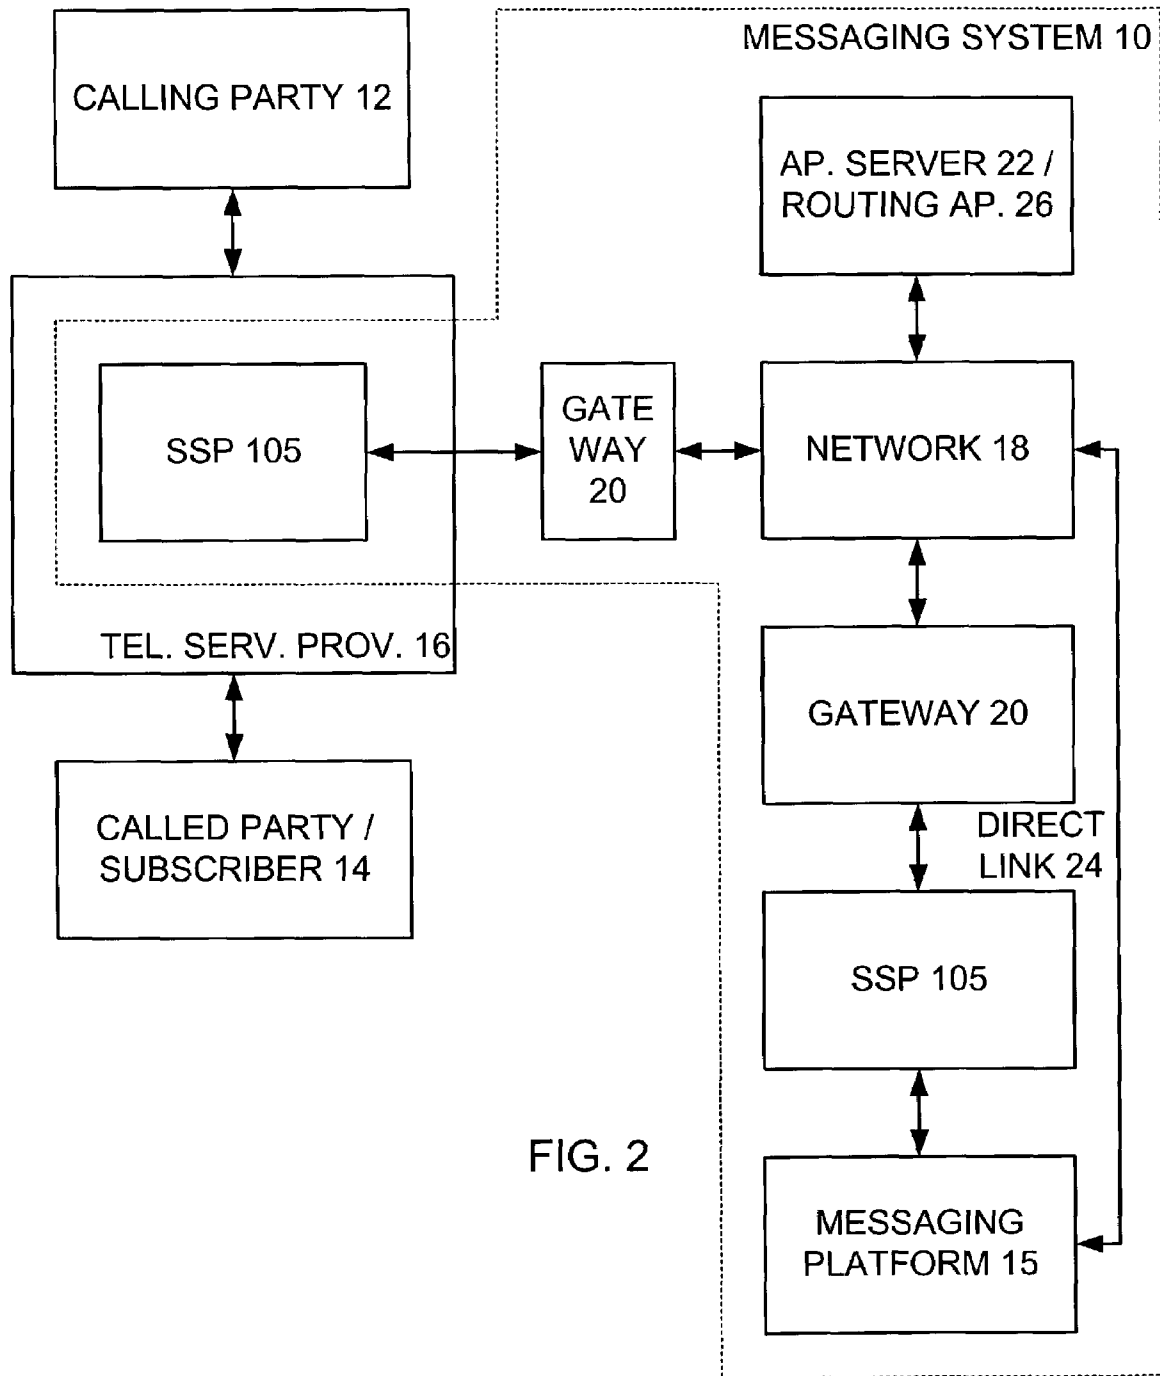 MESSAGING SYSTEM 10
CALLING PARTY 12
AP. SERVER 22 /
ROUTING AP. 26
SSP 105
GATE
WAY
20
NETWORK 18
TEL. SERV. PROV. 16
GATEWAY 20
CALLED PARTY /
SUBSCRIBER 14
DIRECT
LINK 24
SSP 105
FIG. 2
MESSAGING
PLATFORM 15